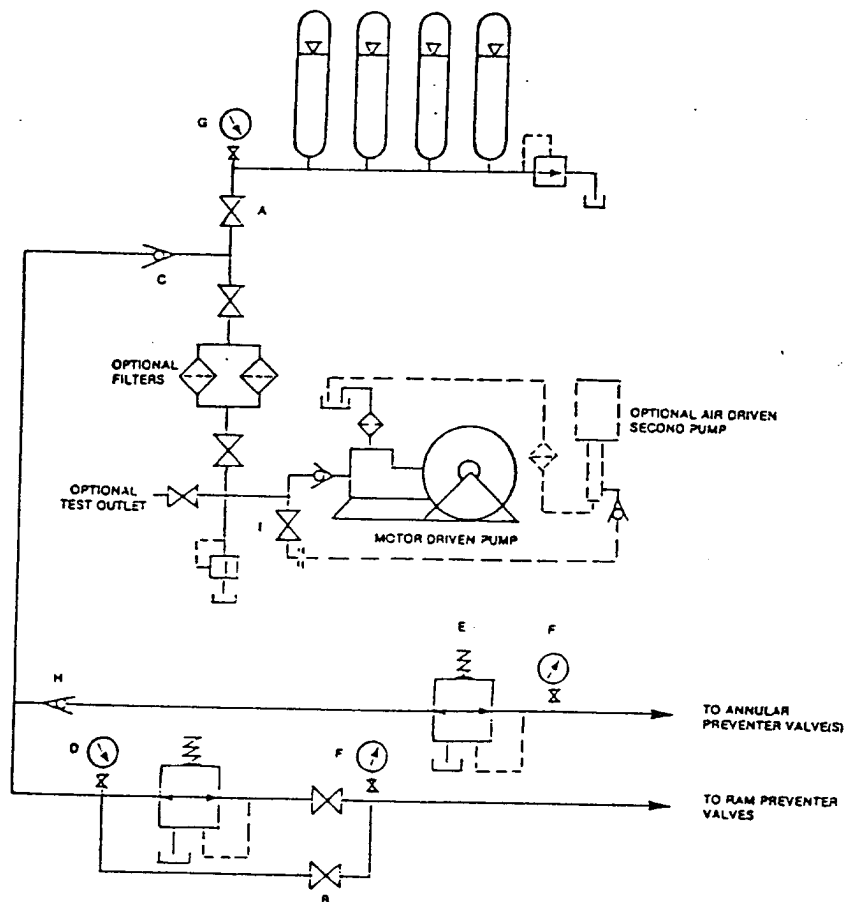 G
A
C
OPTIONAL
FILTERS
OPTIONAL AIR DRIVEN
SECOND PUMP
OPTIONAL
TEST OUTLET
I
MOTOR DRIVEN PUMP
E
F
H
TO ANNULAR
PREVENTER VALVE(S)
D
F
TO RAM PREVENTER
VALVES
B